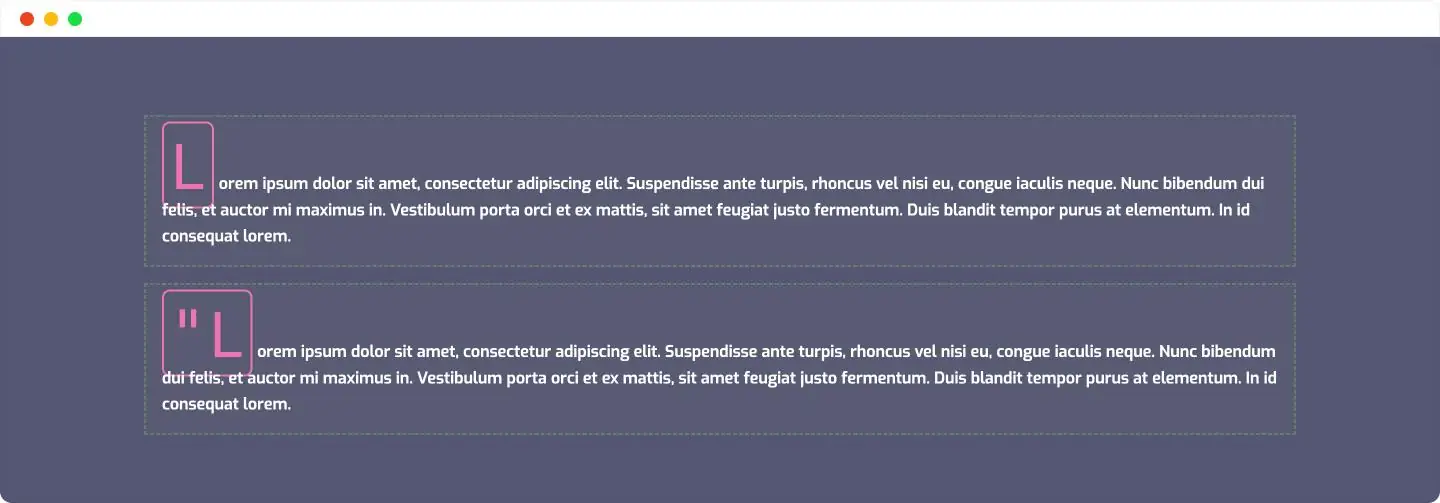 Lorem ipsum dolor sit amet, consectetur adipiscing elit. Suspendisse ante turpis, rhoncus vel nisi eu, congue iaculis neque. Nunc bibendum dui
felis, et auctor mi maximus in. Vestibulum porta orci et ex mattis, sit amet feugiat justo fermentum. Duis blandit tempor purus at elementum. In id
consequat lorem.
"Lorem ipsum dolor sit amet, consectetur adipiscing elit. Suspendisse ante turpis, rhoncus vel nisi eu, congue iaculis neque. Nunc bibendum
dui felis, et auctor mi maximus in. Vestibulum porta orci et ex mattis, sit amet feugiat justo fermentum. Duis blandit tempor purus at elementum. In id
consequat lorem.